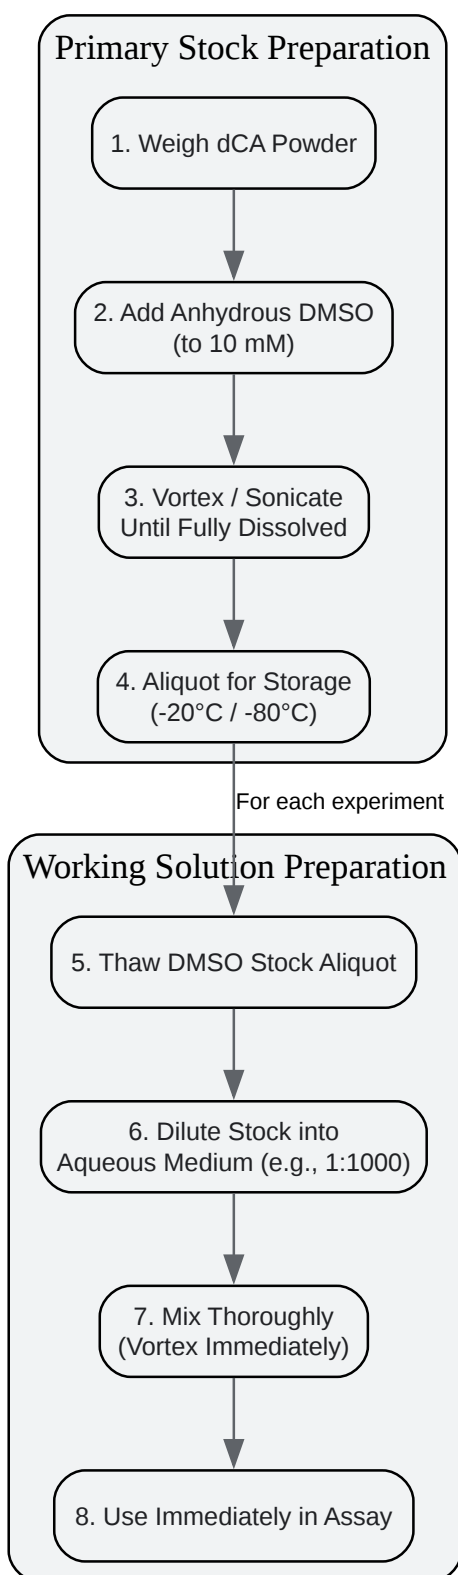 Primary Stock Preparation
1. Weigh dCA Powder
2. Add Anhydrous DMSO
(to 10 mM)
3. Vortex / Sonicate
Until Fully Dissolved
4. Aliquot for Storage
(-20°C / -80°C)
For each experiment
Working Solution Preparation
5. Thaw DMSO Stock Aliquot
6. Dilute Stock into
Aqueous Medium (e.g., 1:1000)
7. Mix Thoroughly
(Vortex Immediately)
8. Use Immediately in Assay